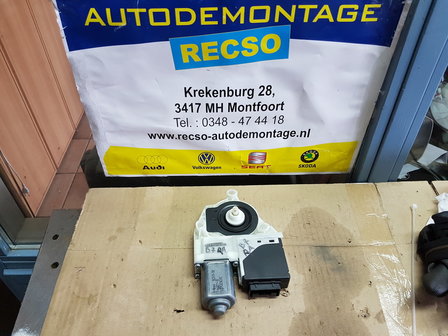 AUTODEMONTAGE
RECSO
Krekenburg 28,
3417 MH Montfoort
Tel. : 0348 - 47 44 18
www.recso-autodemontage.nl
Audi
Volkswagen
SEAT
SKODA